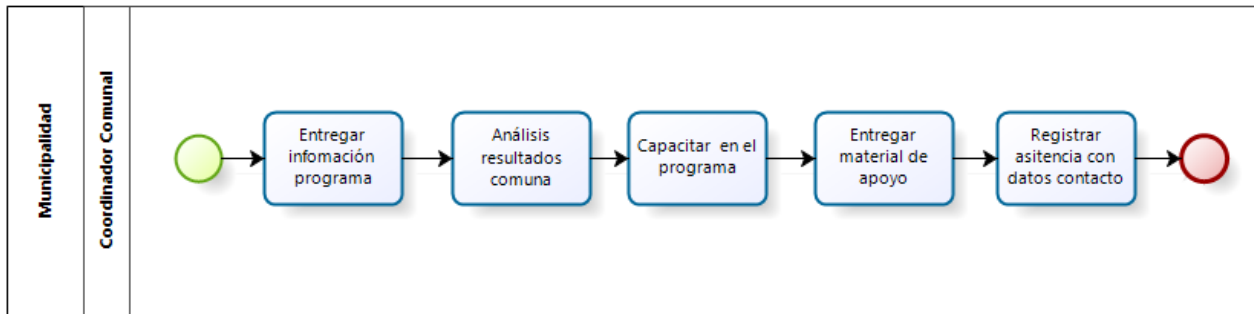 Municipalidad
Coordinador Comunal
Entregar
infomación
programa
Análisis
resultados
comuna
Capacitar en el
programa
Entregar
material de
apoyo
Registrar
asitencia con
datos contacto